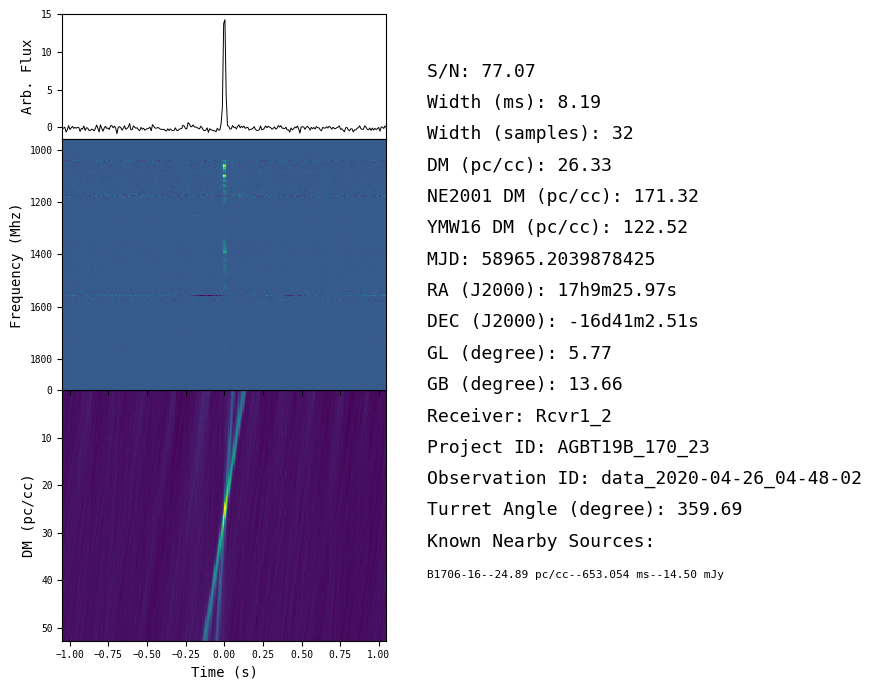 15
10
5
0
Arb. Flux
1000
1200
1400
1600
1800
Frequency (Mhz)
0
10
20
30
40
50
DM (pc/cc)
−1.00 −0.75 −0.50 −0.25 0.00 0.25 0.50 0.75 1.00
Time (s)
S/N: 77.07
Width (ms): 8.19
Width (samples): 32
DM (pc/cc): 26.33
NE2001 DM (pc/cc): 171.32
YMW16 DM (pc/cc): 122.52
MJD: 58965.2039878425
RA (J2000): 17h9m25.97s
DEC (J2000): -16d41m2.51s
GL (degree): 5.77
GB (degree): 13.66
Receiver: Rcvr1_2
Project ID: AGBT19B_170_23
Observation ID: data_2020-04-26_04-48-02
Turret Angle (degree): 359.69
Known Nearby Sources:
B1706-16--24.89 pc/cc--653.054 ms--14.50 mJy